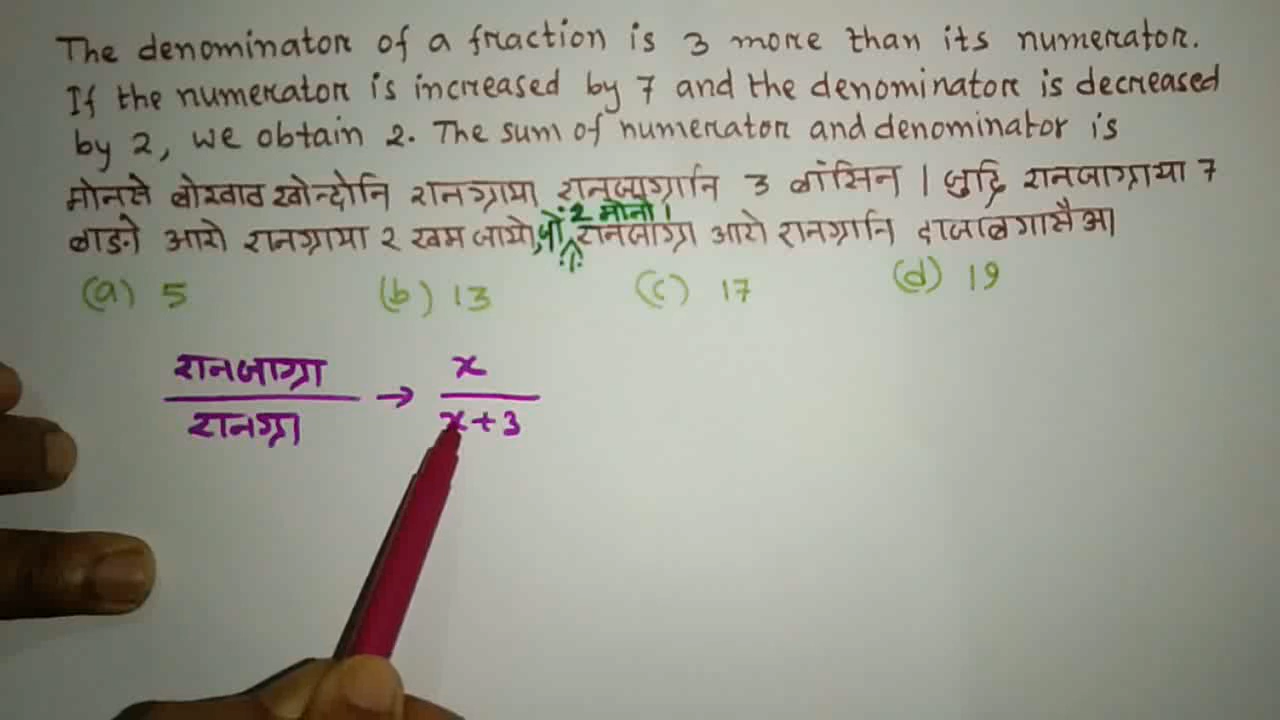 The denominator of a fraction is 3 more than its numerator.
If the numerator is increased by 7 and the denominator is decreased
by 2, we obtain 2. The sum of numerator and denominator is
मोनसे बोखाव खोन्दोनि रानग्राया रानजाग्रानि 3 बांसिन । जुदि रानजाग्राया 7
: 2 मोनो ।
बाडने आरो रानग्राया 2 खम जायो, रानजाग्रा आरो रानग्रानि दाजाबगासैआ
(a) 5 (b) 13 (c) 17 (d) 19
रानजाग्रा → x
रानग्रा x + 3